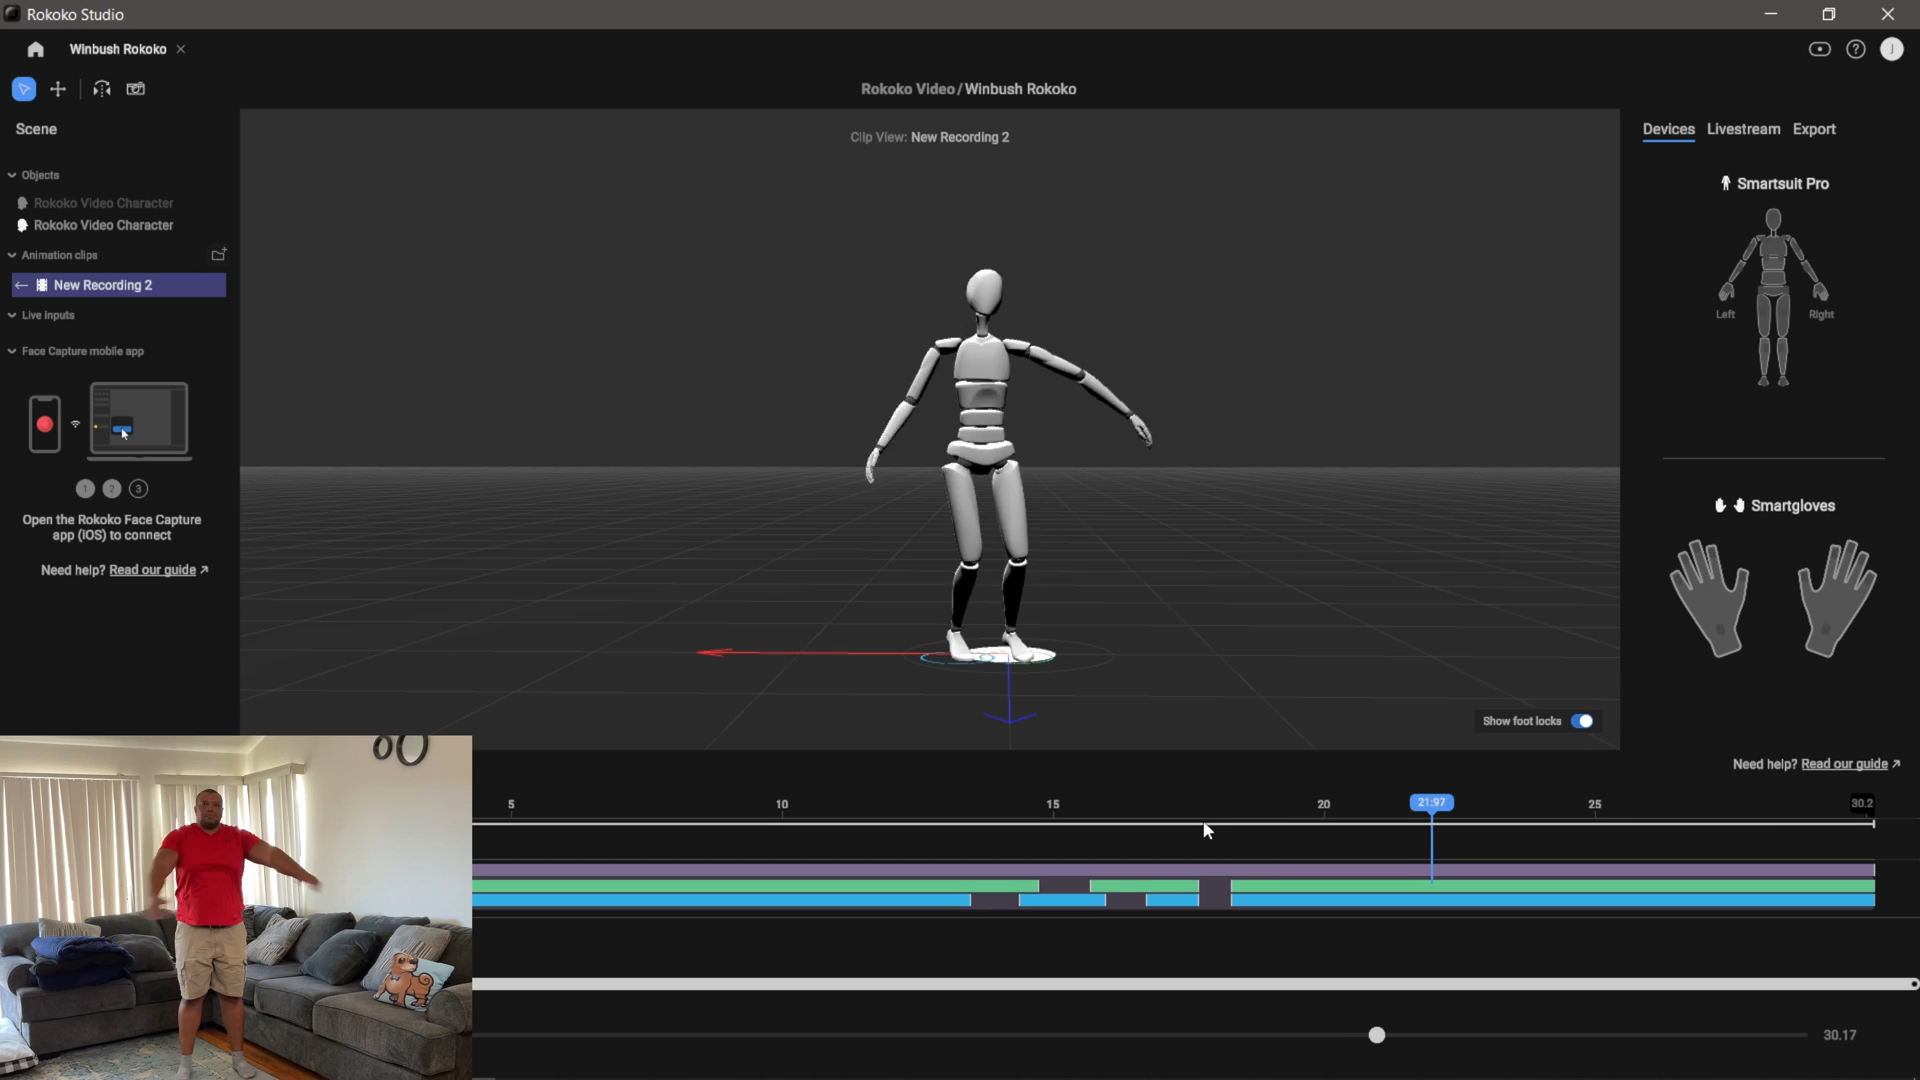 Rokoko Studio
Winbush Rokoko
J
Rokoko Video / Winbush Rokoko
Scene
Clip View: New Recording 2
Devices Livestream Export
Objects
Rokoko Video Character
Rokoko Video Character
Animation clips
New Recording 2
Live inputs
Face Capture mobile app
1 2 3
Open the Rokoko Face Capture
app (iOS) to connect
Need help? Read our guide
Smartsuit Pro
Left Right
Smartgloves
Show foot locks
Need help? Read our guide
5 10 15 20 21:97 25 30.2
30.17